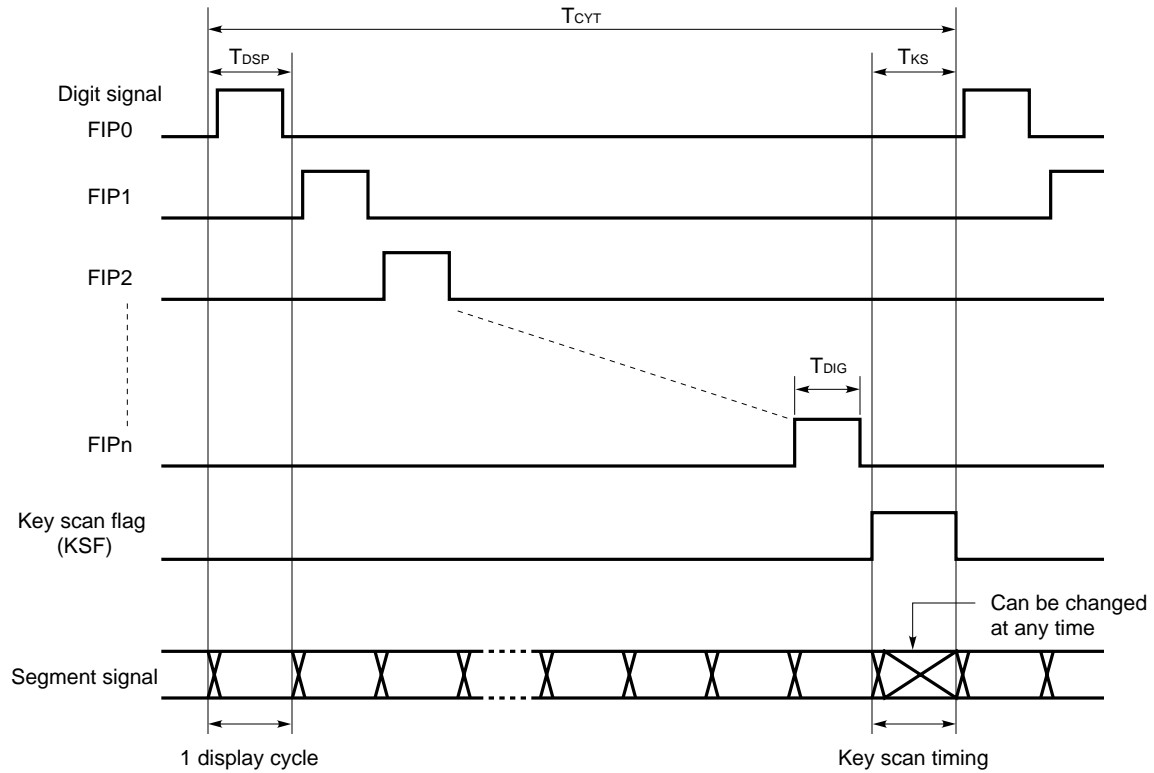 TCYT
TDSP
TKS
Digit signal
FIP0
FIP1
FIP2
TDIG
FIPn
Key scan flag
(KSF)
Can be changed
at any time
Segment signal
1 display cycle
Key scan timing